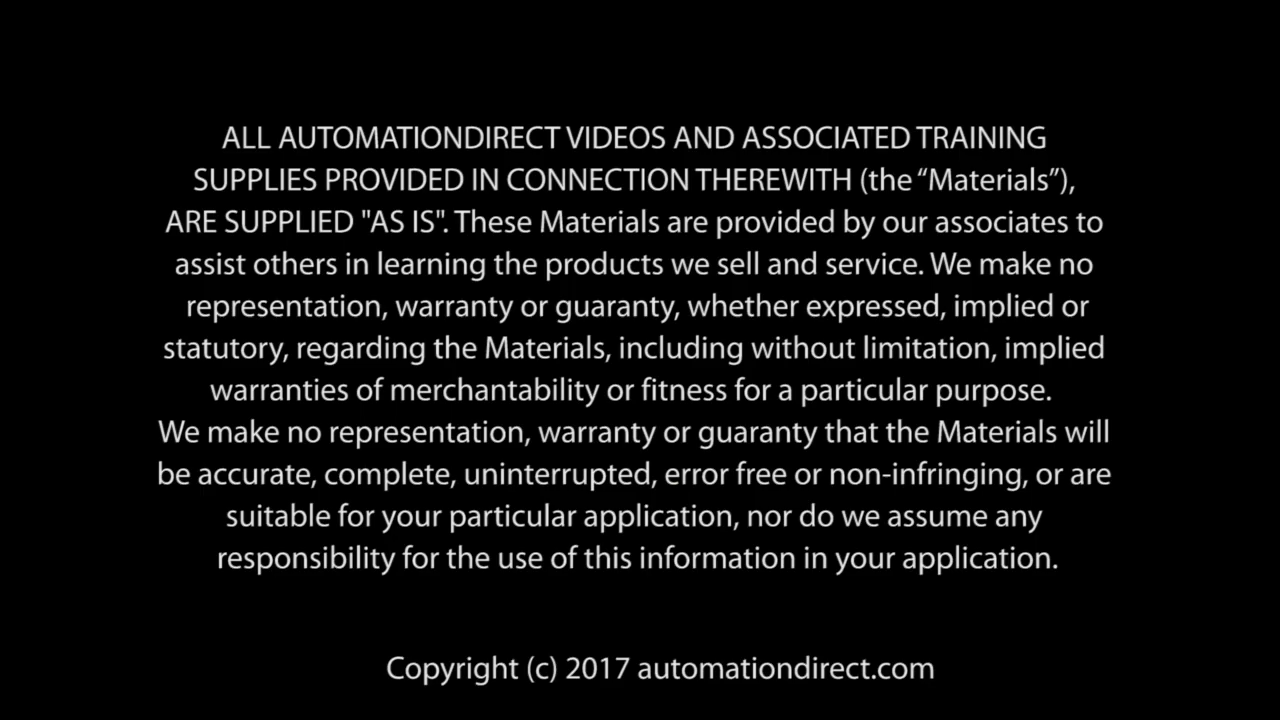 ALL AUTOMATIONDIRECT VIDEOS AND ASSOCIATED TRAINING
SUPPLIES PROVIDED IN CONNECTION THEREWITH (the “Materials”),
ARE SUPPLIED "AS IS". These Materials are provided by our associates to
assist others in learning the products we sell and service. We make no
representation, warranty or guaranty, whether expressed, implied or
statutory, regarding the Materials, including without limitation, implied
warranties of merchantability or fitness for a particular purpose.
We make no representation, warranty or guaranty that the Materials will
be accurate, complete, uninterrupted, error free or non-infringing, or are
suitable for your particular application, nor do we assume any
responsibility for the use of this information in your application.
Copyright (c) 2017 automationdirect.com